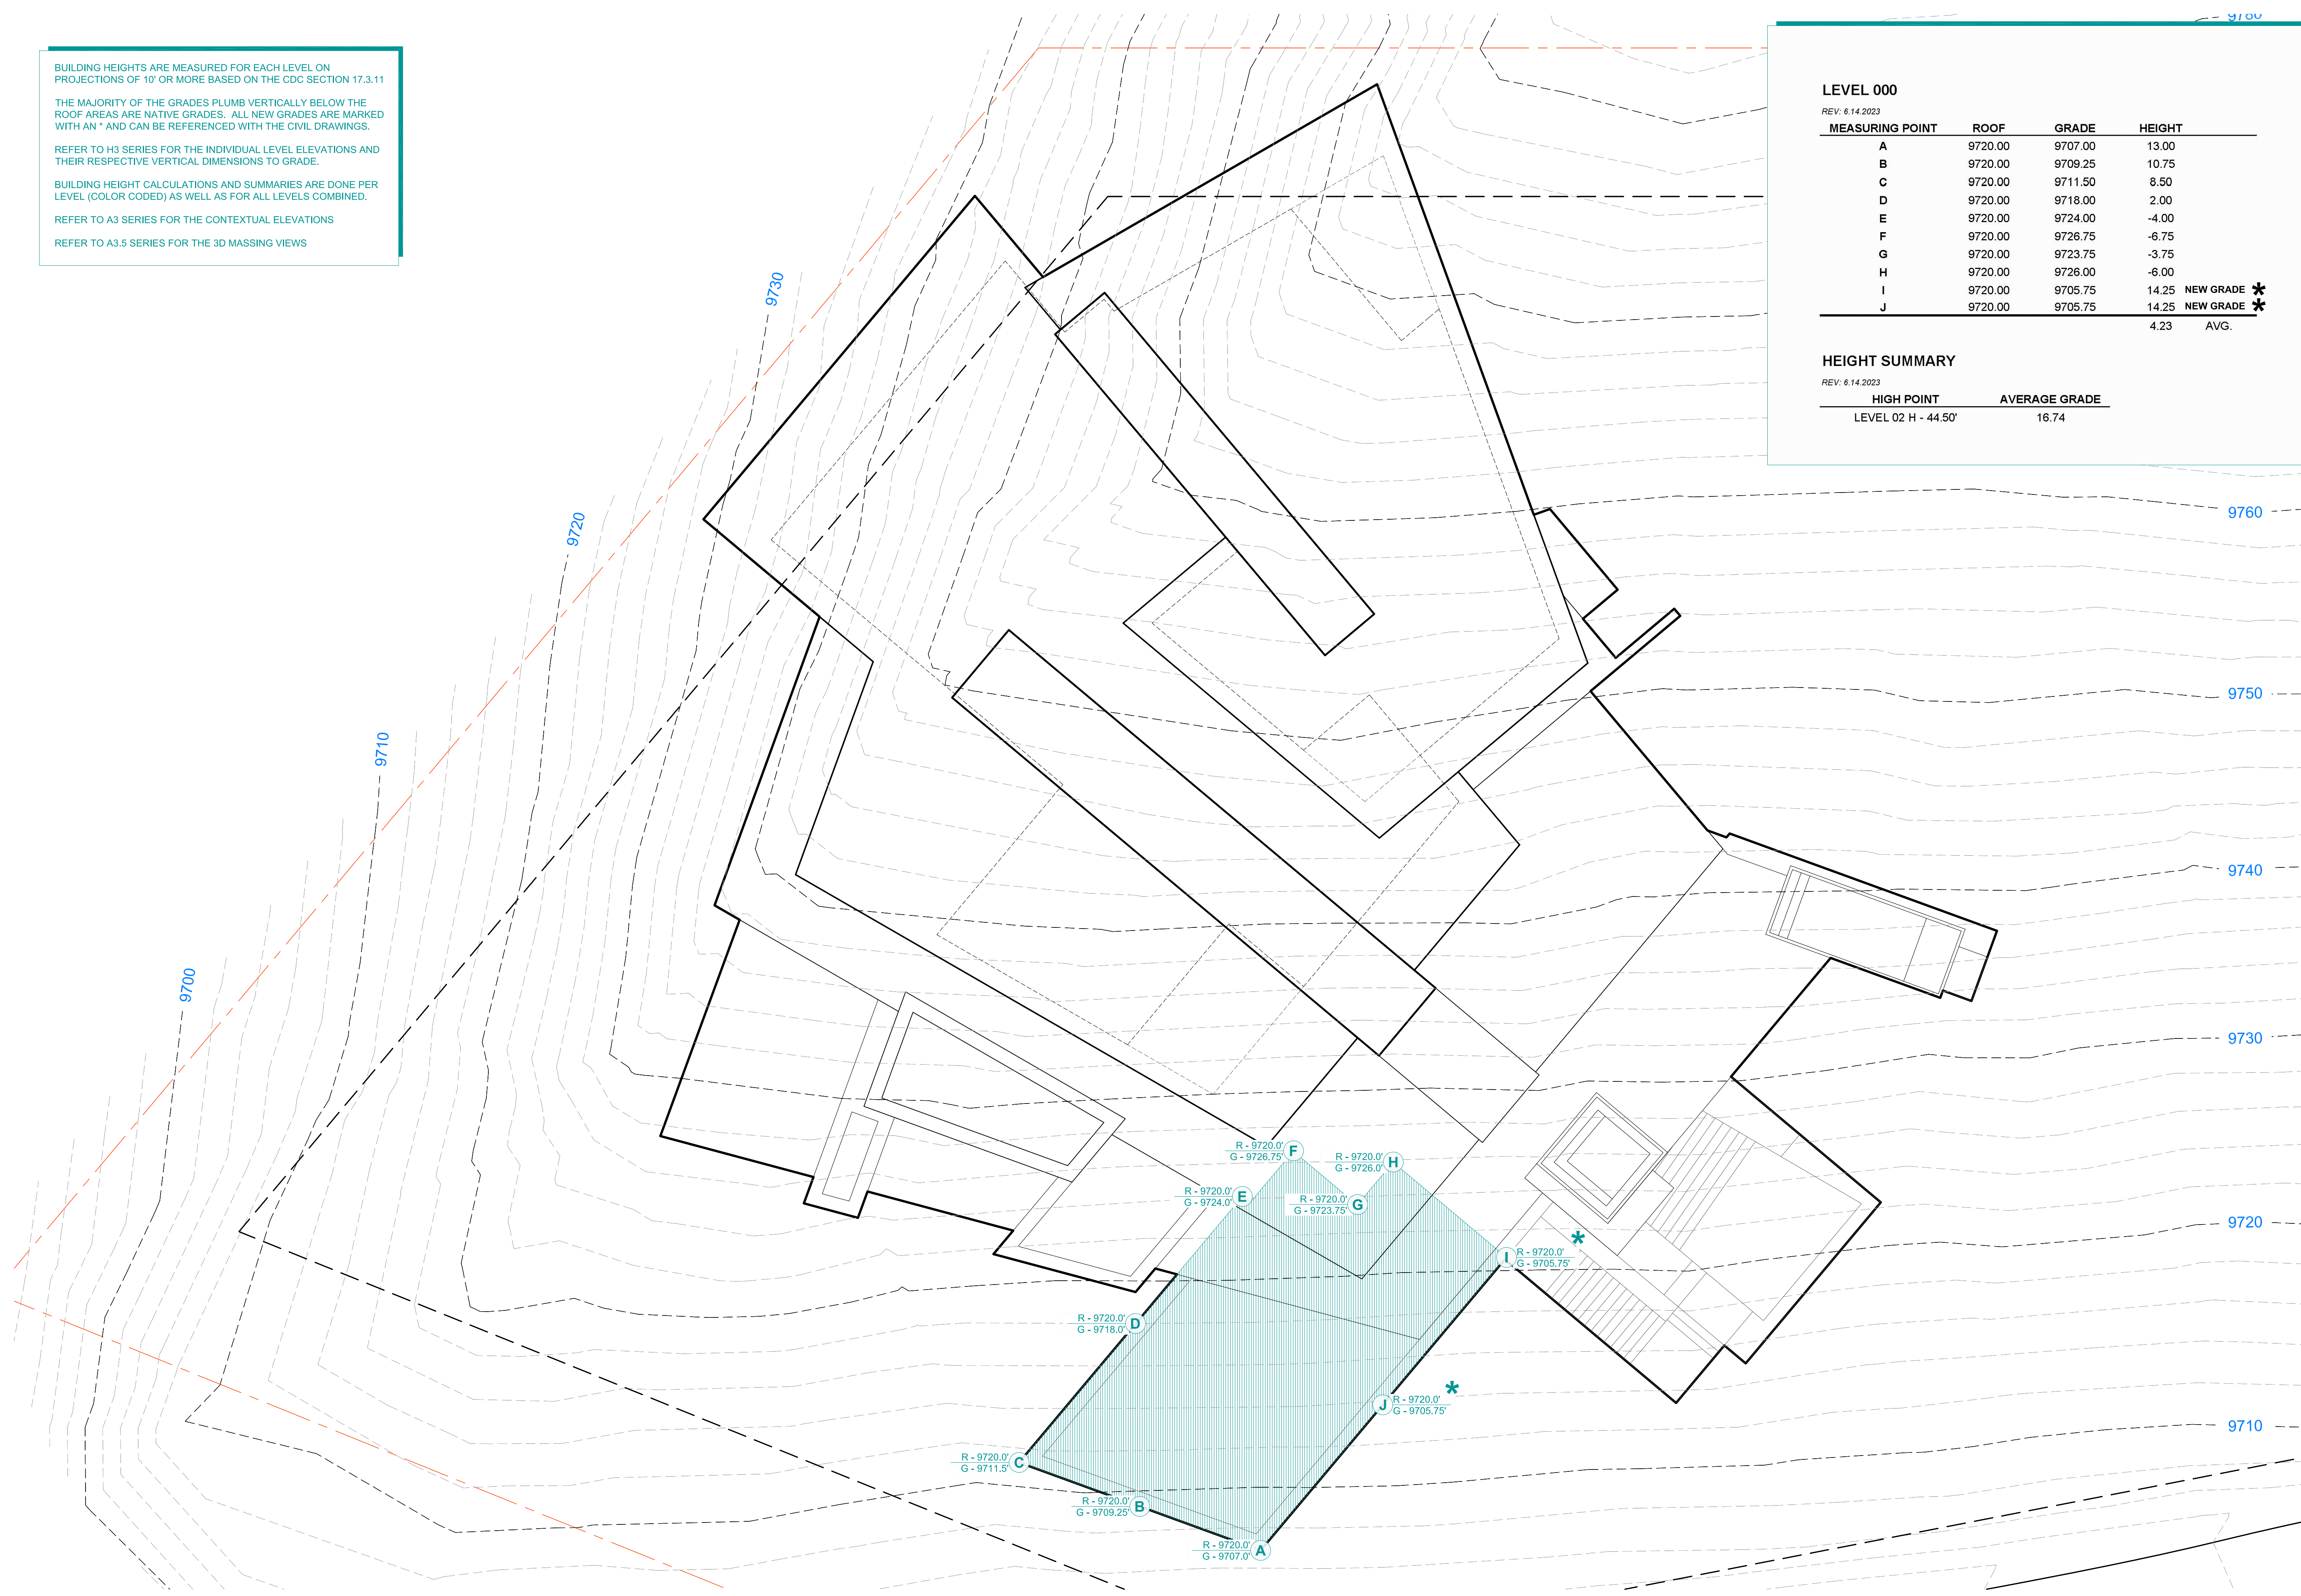 BUILDING HEIGHTS ARE MEASURED FOR EACH LEVEL ON
PROJECTIONS OF 10' OR MORE BASED ON THE CDC SECTION 17.3.11
THE MAJORITY OF THE GRADES PLUMB VERTICALLY BELOW THE
ROOF AREAS ARE NATIVE GRADES. ALL NEW GRADES ARE MARKED
WITH AN * AND CAN BE REFERENCED WITH THE CIVIL DRAWINGS.
REFER TO H3 SERIES FOR THE INDIVIDUAL LEVEL ELEVATIONS AND
THEIR RESPECTIVE VERTICAL DIMENSIONS TO GRADE.
BUILDING HEIGHT CALCULATIONS AND SUMMARIES ARE DONE PER
LEVEL (COLOR CODED) AS WELL AS FOR ALL LEVELS COMBINED.
REFER TO A3 SERIES FOR THE CONTEXTUAL ELEVATIONS
REFER TO A3.5 SERIES FOR THE 3D MASSING VIEWS
9780
LEVEL 000
REV: 6.14.2023
MEASURING POINT ROOF GRADE HEIGHT
A 9720.00 9707.00 13.00
B 9720.00 9709.25 10.75
C 9720.00 9711.50 8.50
D 9720.00 9718.00 2.00
E 9720.00 9724.00 -4.00
F 9720.00 9726.75 -6.75
G 9720.00 9723.75 -3.75
H 9720.00 9726.00 -6.00
I 9720.00 9705.75 14.25 NEW GRADE *
J 9720.00 9705.75 14.25 NEW GRADE *
4.23 AVG.
HEIGHT SUMMARY
REV: 6.14.2023
HIGH POINT AVERAGE GRADE
LEVEL 02 H - 44.50' 16.74
9730
9720
9710
9700
9760
9750
9740
9730
9720
9710
R - 9720.0'
G - 9726.75'
F
R - 9720.0'
G - 9726.0'
H
R - 9720.0'
G - 9724.0'
E
R - 9720.0'
G - 9723.75'
G
I
R - 9720.0'
G - 9705.75'
*
R - 9720.0'
G - 9718.0'
D
J
R - 9720.0'
G - 9705.75'
*
R - 9720.0'
G - 9711.5'
C
R - 9720.0'
G - 9709.25'
B
R - 9720.0'
G - 9707.0'
A